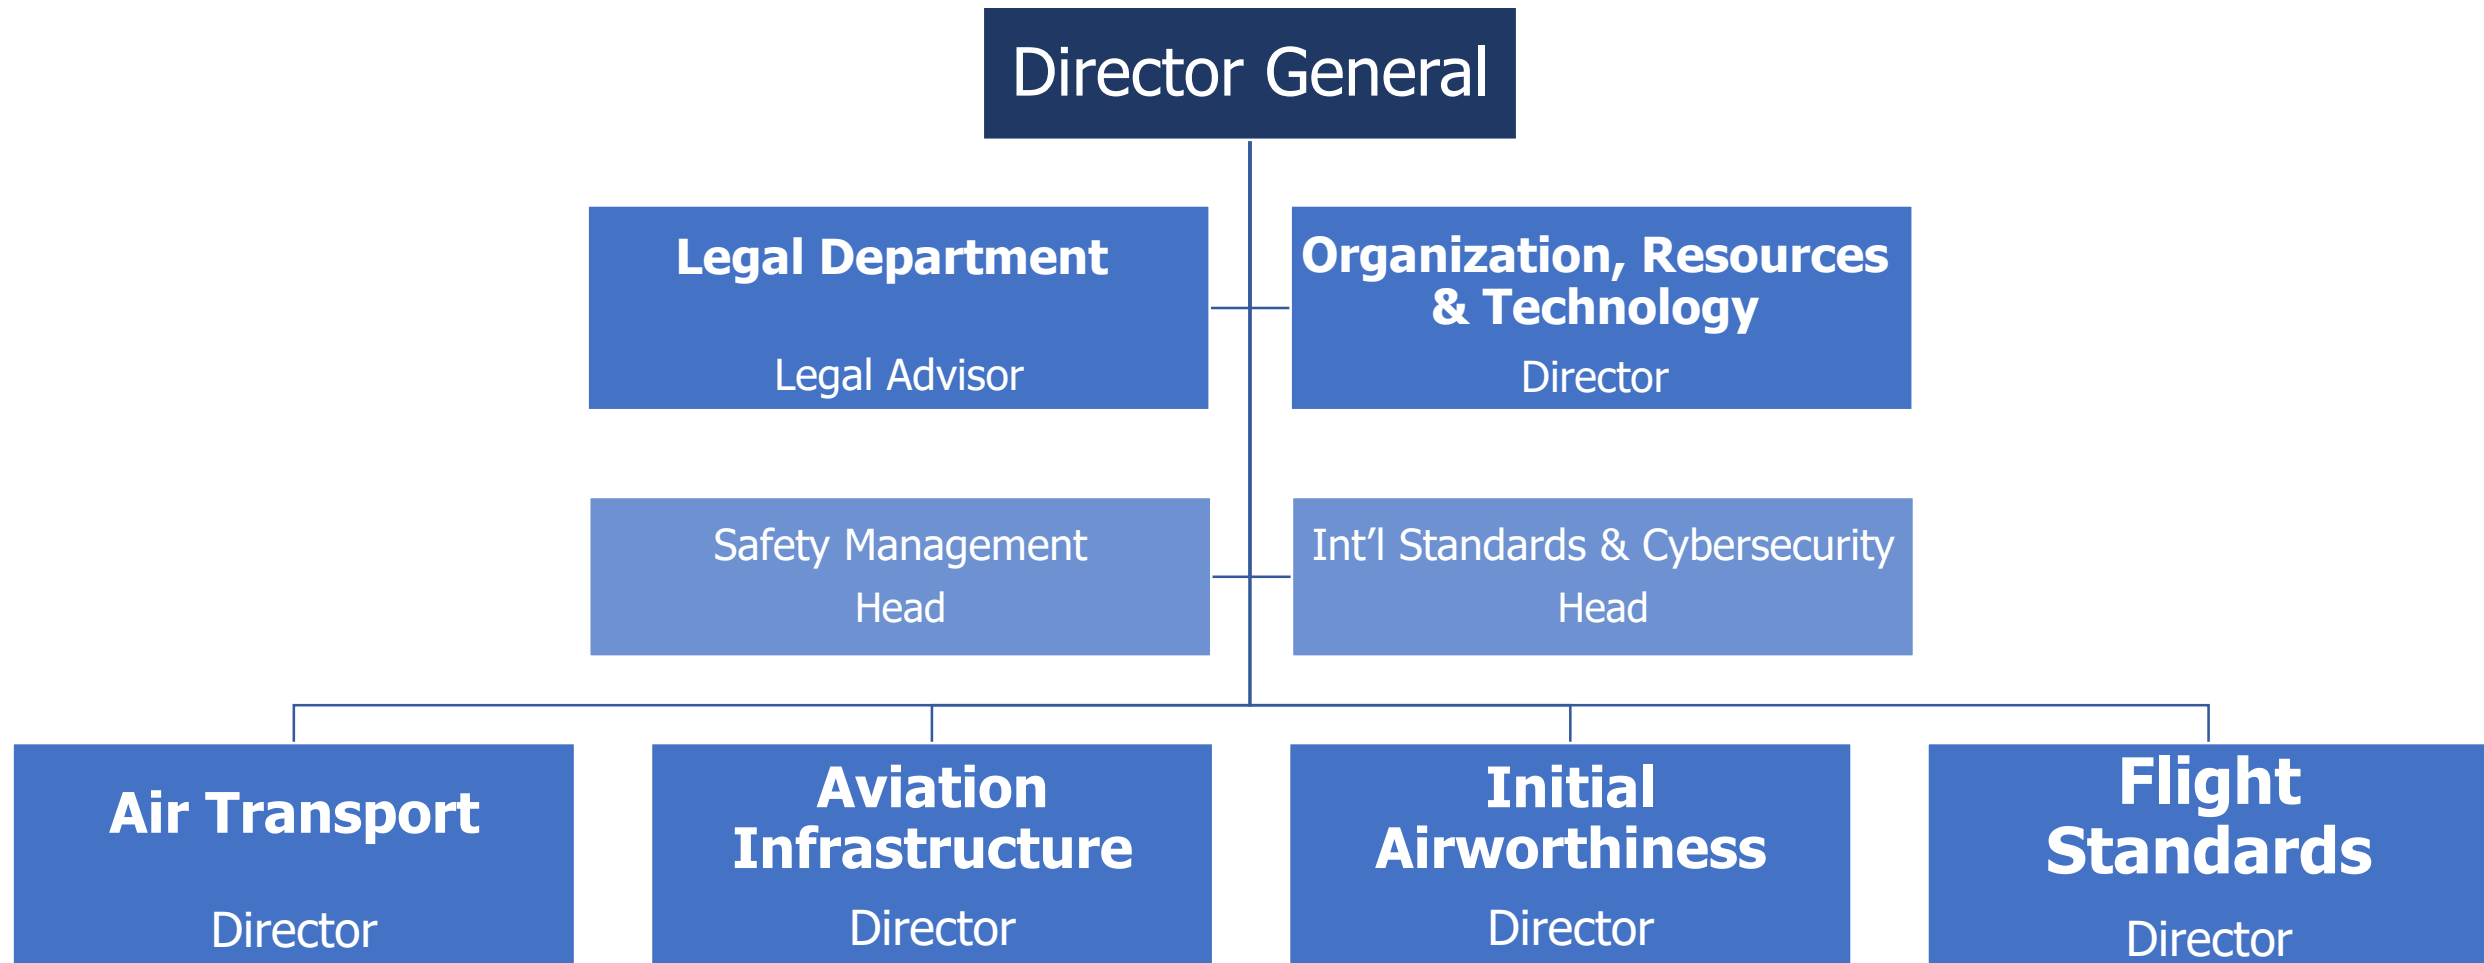 Director General
Legal Department
Legal Advisor
Organization, Resources
& Technology
Director
Safety Management
Head
Int’l Standards & Cybersecurity
Head
Air Transport
Director
Aviation
Infrastructure
Director
Initial
Airworthiness
Director
Flight
Standards
Director